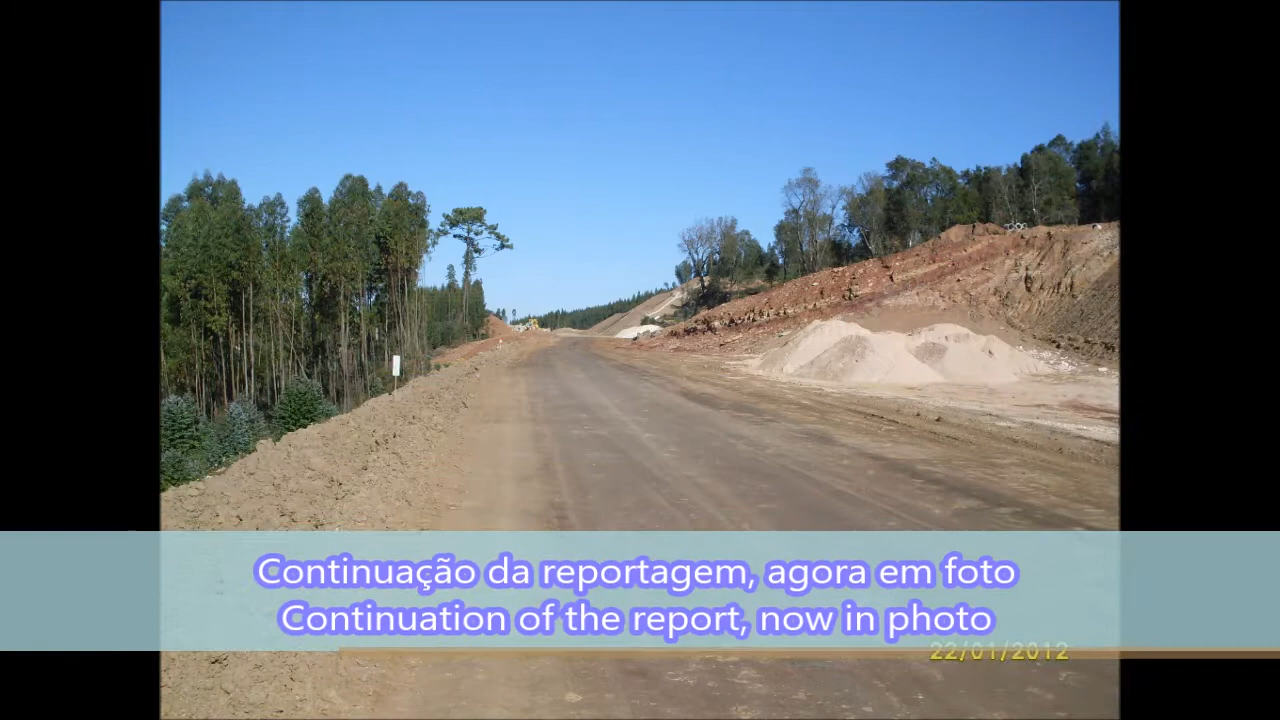 Continuação da reportagem, agora em foto
Continuation of the report, now in photo
22/01/2012